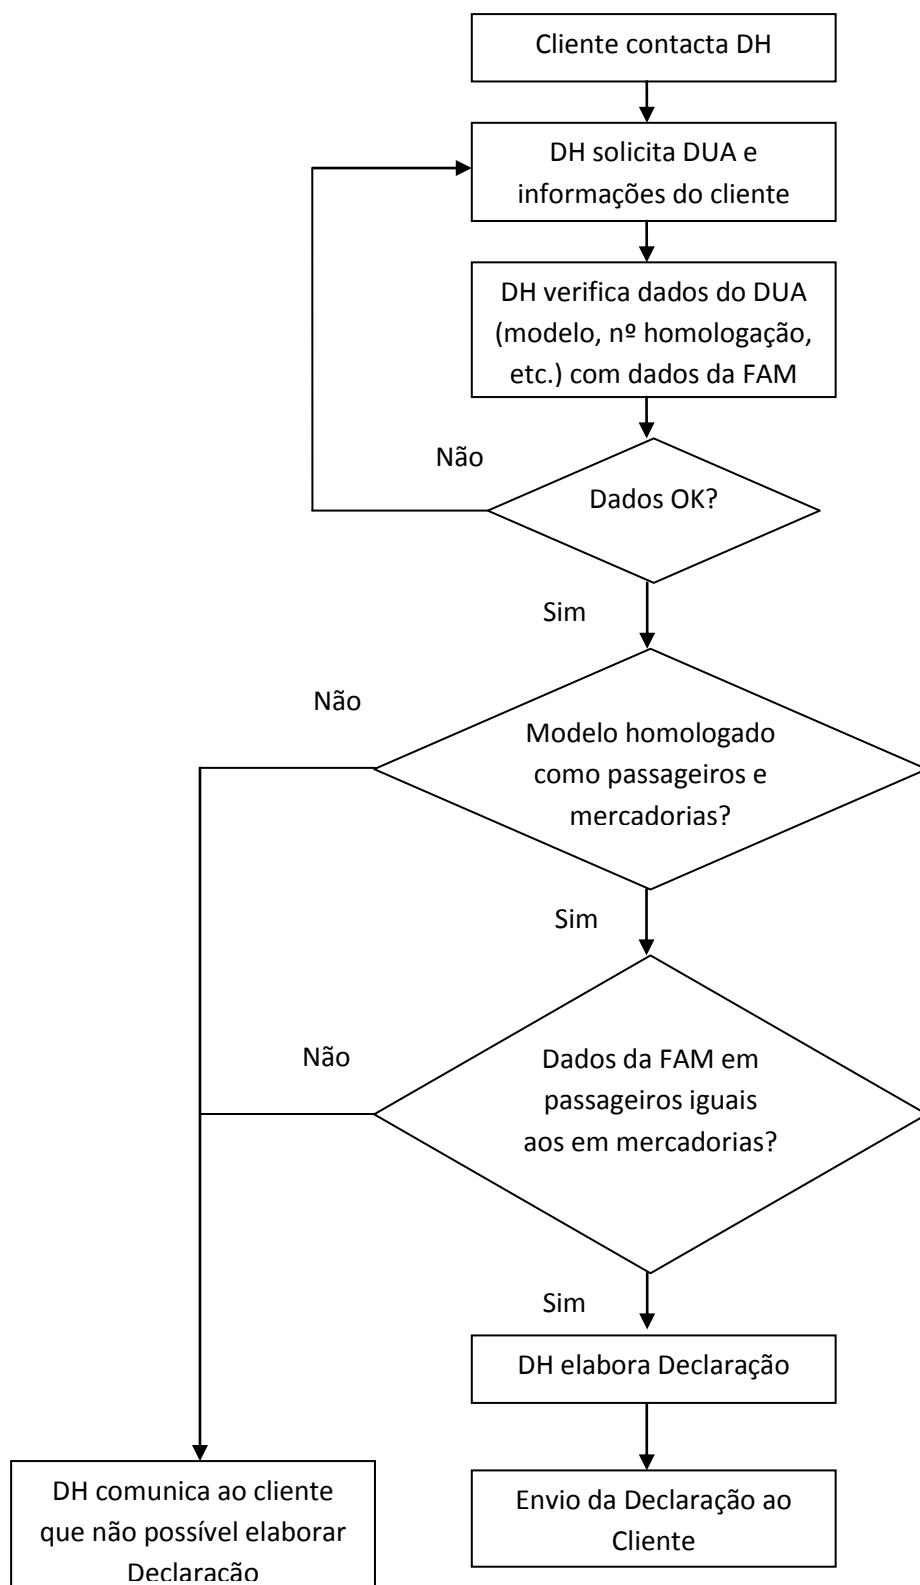 Cliente contacta DH
DH solicita DUA e
informações do cliente
DH verifica dados do DUA
(modelo, nº homologação,
etc.) com dados da FAM
Não
Dados OK?
Sim
Não
Modelo homologado
como passageiros e
mercadorias?
Sim
Não
Dados da FAM em
passageiros iguais
aos em mercadorias?
Sim
DH elabora Declaração
DH comunica ao cliente
que não possível elaborar
Declaração
Envio da Declaração ao
Cliente